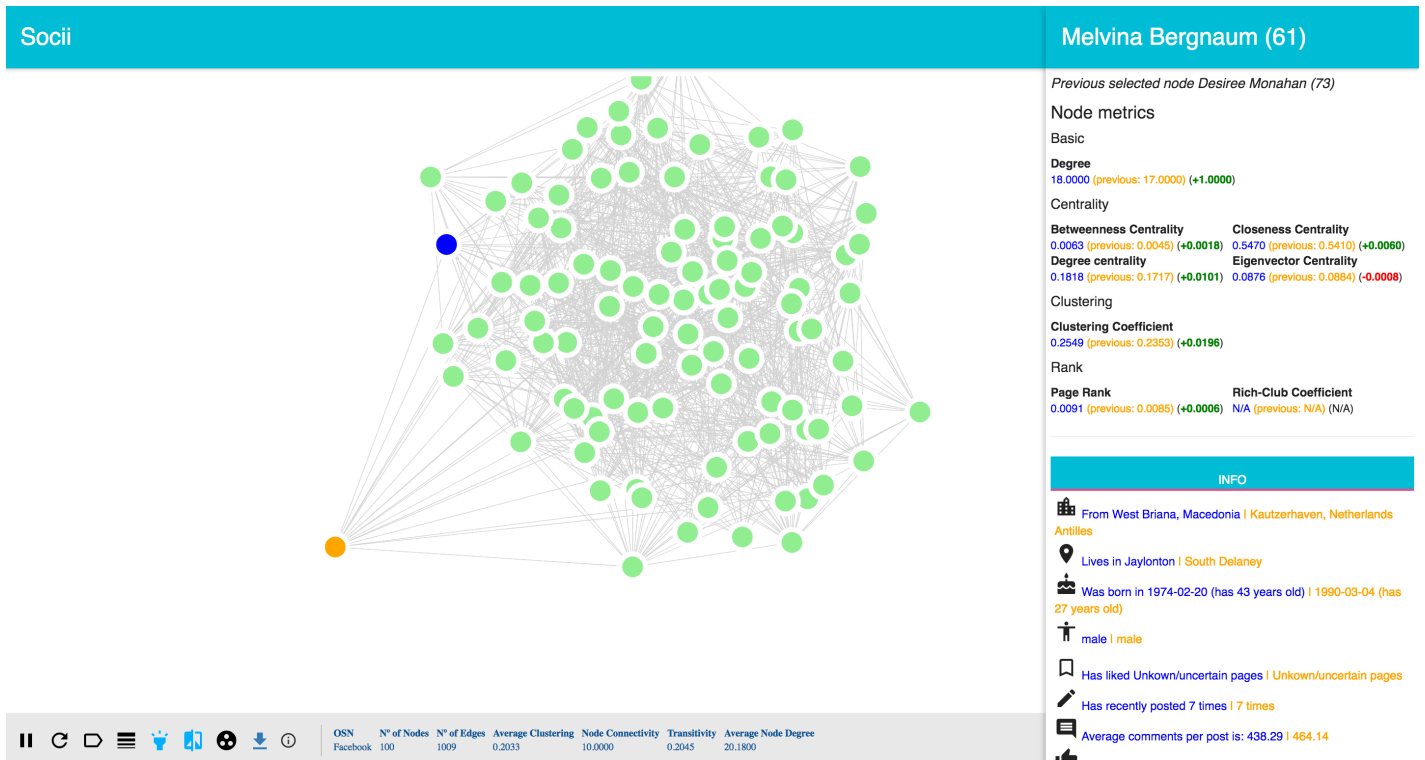 Socii
Melvina Bergnaum (61)
Previous selected node Desiree Monahan (73)
Node metrics
Basic
Degree
18.0000 (previous: 17.0000) (+1.0000)
Centrality
Betweenness Centrality Closeness Centrality
0.0063 (previous: 0.0045) (+0.0018) 0.5470 (previous: 0.5410) (+0.0060)
Degree centrality Eigenvector Centrality
0.1818 (previous: 0.1717) (+0.0101) 0.0876 (previous: 0.0884) (-0.0008)
Clustering
Clustering Coefficient
0.2549 (previous: 0.2353) (+0.0196)
Rank
Page Rank Rich-Club Coefficient
0.0091 (previous: 0.0085) (+0.0006) N/A (previous: N/A) (N/A)
INFO
From West Briana, Macedonia | Kautzerhaven, Netherlands
Antilles
Lives in Jaylonton | South Delaney
Was born in 1974-02-20 (has 43 years old) | 1990-03-04 (has
27 years old)
male | male
Has liked Unkown/uncertain pages | Unkown/uncertain pages
Has recently posted 7 times | 7 times
Average comments per post is: 438.29 | 464.14
OSN Nº of Nodes Nº of Edges Average Clustering Node Connectivity Transitivity Average Node Degree
Facebook 100 1009 0.2033 10.0000 0.2045 20.1800